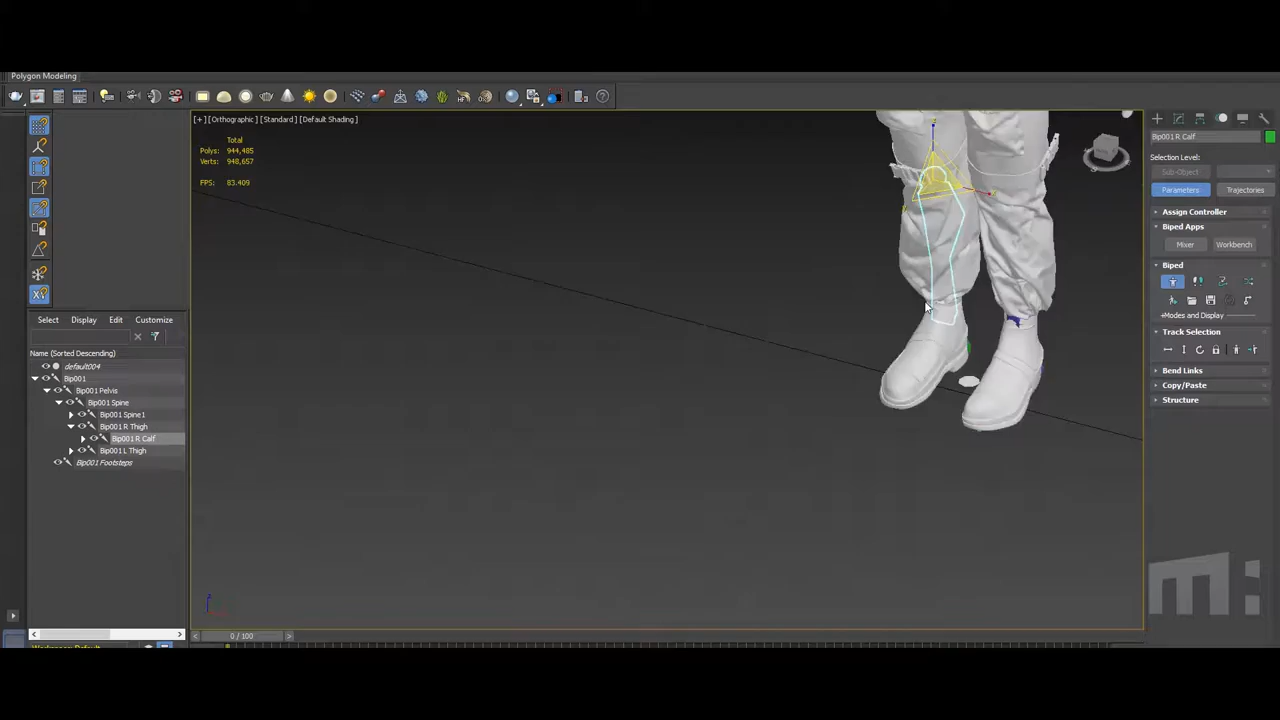 Polygon Modeling
[+] [Orthographic] [Standard] [Default Shading]
Total
Polys: 944,485
Verts: 948,657
FPS: 83.409
Select Display Edit Customize
Name (Sorted Descending)
default004
Bip001
Bip001 Pelvis
Bip001 Spine
Bip001 Spine1
Bip001 R Thigh
Bip001 R Calf
Bip001 L Thigh
Bip001 Footsteps
0 / 100
Workspace: Default
Bip001 R Calf
Selection Level:
Sub-Object
Parameters Trajectories
Assign Controller
Biped Apps
Mixer Workbench
Biped
+Modes and Display
Track Selection
Bend Links
Copy/Paste
Structure